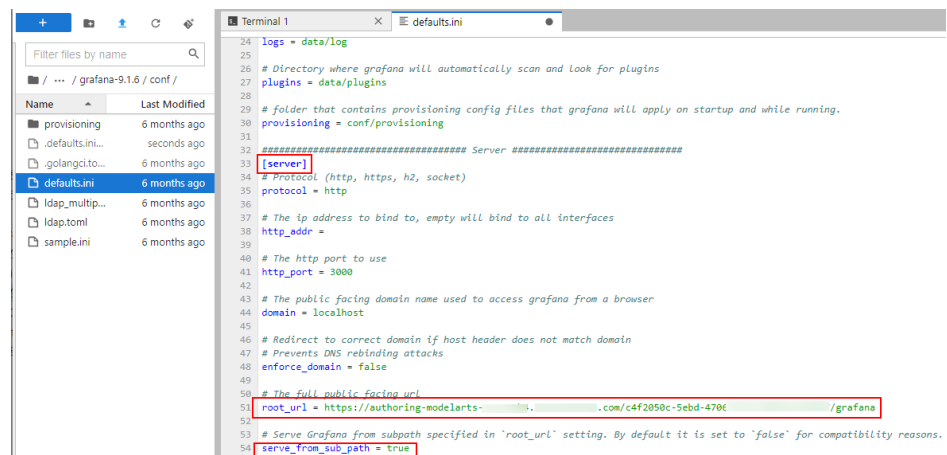 +
Terminal 1 × defaults.ini
Filter files by name
/ ··· / grafana-9.1.6 / conf /
Name Last Modified
provisioning 6 months ago
.defaults.ini... seconds ago
.golangci.to... 6 months ago
defaults.ini 6 months ago
ldap_multip... 6 months ago
ldap.toml 6 months ago
sample.ini 6 months ago
24 logs = data/log
25
26 # Directory where grafana will automatically scan and look for plugins
27 plugins = data/plugins
28
29 # folder that contains provisioning config files that grafana will apply on startup and while running.
30 provisioning = conf/provisioning
31
32 #################################### Server ##############################
33 [server]
34 # Protocol (http, https, h2, socket)
35 protocol = http
36
37 # The ip address to bind to, empty will bind to all interfaces
38 http_addr =
39
40 # The http port to use
41 http_port = 3000
42
43 # The public facing domain name used to access grafana from a browser
44 domain = localhost
45
46 # Redirect to correct domain if host header does not match domain
47 # Prevents DNS rebinding attacks
48 enforce_domain = false
49
50 # The full public facing url
51 root_url = https://authoring-modelarts- .com/c4f2050c-5ebd-4706 /grafana
52
53 # Serve Grafana from subpath specified in `root_url` setting. By default it is set to `false` for compatibility reasons.
54 serve_from_sub_path = true